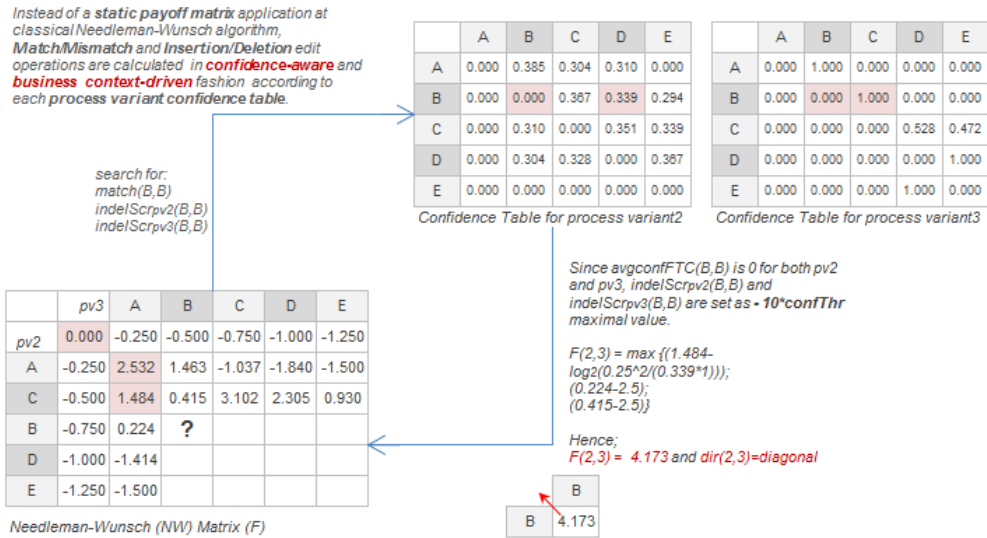 Instead of a static payoff matrix application at
classical Needleman-Wunsch algorithm,
Match/Mismatch and Insertion/Deletion edit
operations are calculated in confidence-aware and
business context-driven fashion according to
each process variant confidence table.
A B C D E
A 0.000 0.385 0.304 0.310 0.000
B 0.000 0.000 0.367 0.339 0.294
C 0.000 0.310 0.000 0.351 0.339
D 0.000 0.304 0.328 0.000 0.367
E 0.000 0.000 0.000 0.000 0.000
Confidence Table for process variant2
A B C D E
A 0.000 1.000 0.000 0.000 0.000
B 0.000 0.000 1.000 0.000 0.000
C 0.000 0.000 0.000 0.528 0.472
D 0.000 0.000 0.000 0.000 1.000
E 0.000 0.000 0.000 1.000 0.000
Confidence Table for process variant3
search for:
match(B,B)
indelScrpv2(B,B)
indelScrpv3(B,B)
Since avgconfFTC(B,B) is 0 for both pv2
and pv3, indelScrpv2(B,B) and
indelScrpv3(B,B) are set as - 10*confThr
maximal value.
F(2,3) = max {(1.484-
log2(0.25^2/(0.339*1)));
(0.224-2.5);
(0.415-2.5)}
Hence;
F(2,3) = 4.173 and dir(2,3)=diagonal
B
B 4.173
pv3 A B C D E
pv2 0.000 -0.250 -0.500 -0.750 -1.000 -1.250
A -0.250 2.532 1.463 -1.037 -1.840 -1.500
C -0.500 1.484 0.415 3.102 2.305 0.930
B -0.750 0.224 ?
D -1.000 -1.414
E -1.250 -1.500
Needleman-Wunsch (NW) Matrix (F)